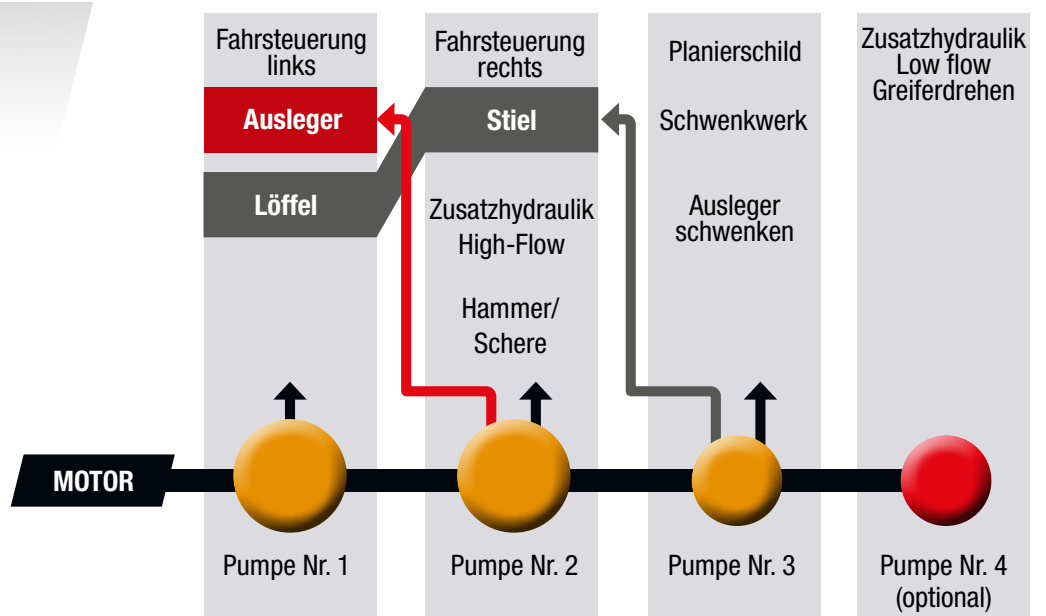 Fahrsteuerung
links
Ausleger
Löffel
Fahrsteuerung
rechts
Stiel
Zusatzhydraulik
High-Flow
Hammer/
Schere
Planierschild
Schwenkwerk
Ausleger
schwenken
Zusatzhydraulik
Low flow
Greiferdrehen
MOTOR
Pumpe Nr. 1
Pumpe Nr. 2
Pumpe Nr. 3
Pumpe Nr. 4
(optional)